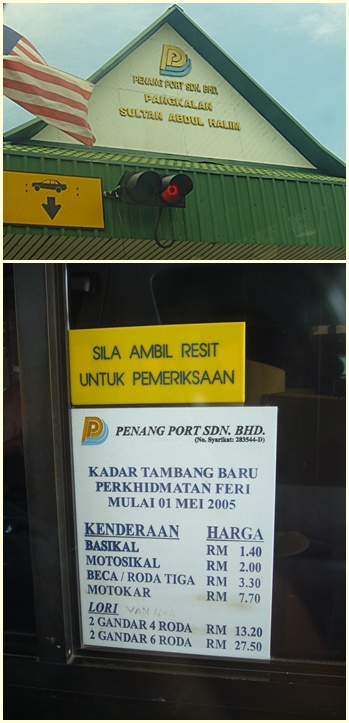 PENANG PORT SDN. BHD.
PANGKALAN
SULTAN ABDUL HALIM
SILA AMBIL RESIT
UNTUK PEMERIKSAAN
PENANG PORT SDN. BHD.
(No. Syarikat: 283544-D)
KADAR TAMBANG BARU
PERKHIDMATAN FERI
MULAI 01 MEI 2005
KENDERAAN HARGA
BASIKAL RM 1.40
MOTOSIKAL RM 2.00
BECA / RODA TIGA RM 3.30
MOTOKAR RM 7.70
LORI VAN
2 GANDAR 4 RODA RM 13.20
2 GANDAR 6 RODA RM 27.50